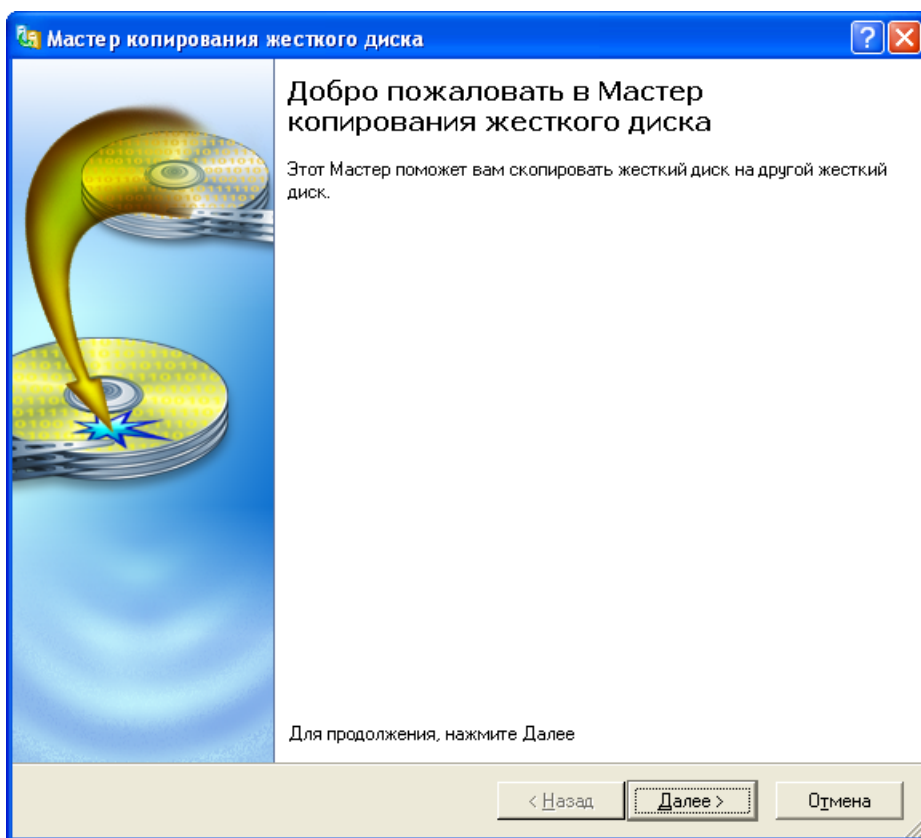 Мастер копирования жесткого диска
Добро пожаловать в Мастер
копирования жесткого диска
Этот Мастер поможет вам скопировать жесткий диск на другой жесткий
диск.
Для продолжения, нажмите Далее
< Назад
Далее >
Отмена